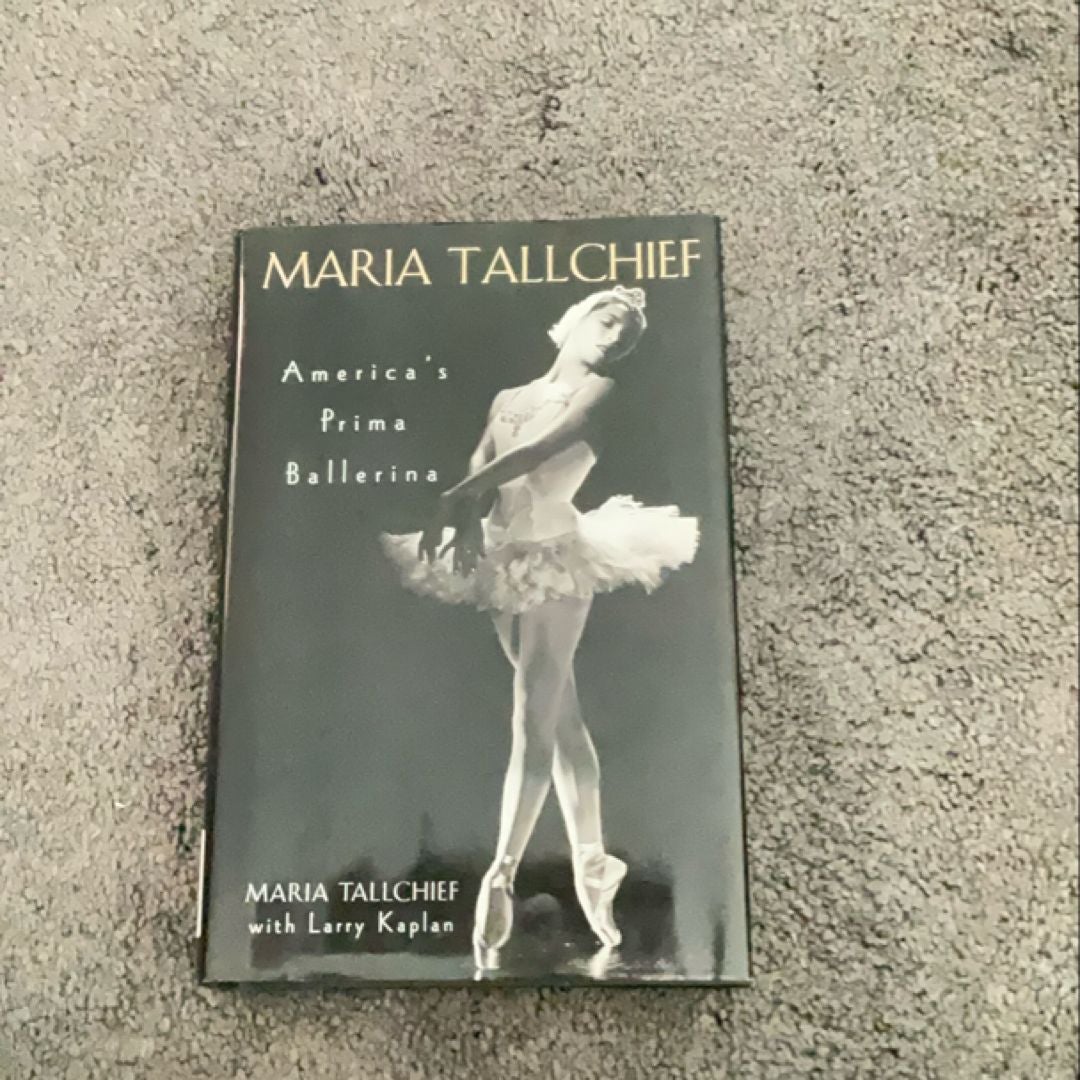 MARIA TALLCHIEF
America's
Prima
Ballerina
MARIA TALLCHIEF
with Larry Kaplan